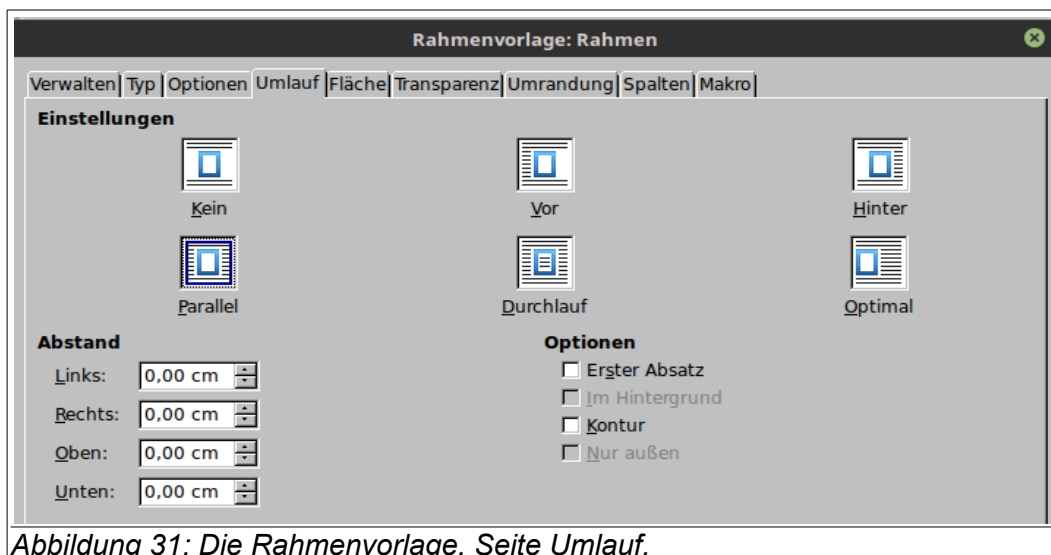 Rahmenvorlage: Rahmen
Verwalten Typ Optionen Umlauf Fläche Transparenz Umrandung Spalten Makro
Einstellungen
Kein Vor Hinter
Parallel Durchlauf Optimal
Abstand Optionen
Links: 0,00 cm Erster Absatz
Rechts: 0,00 cm Im Hintergrund
Oben: 0,00 cm Kontur
Unten: 0,00 cm Nur außen
Abbildung 31: Die Rahmenvorlage, Seite Umlauf.